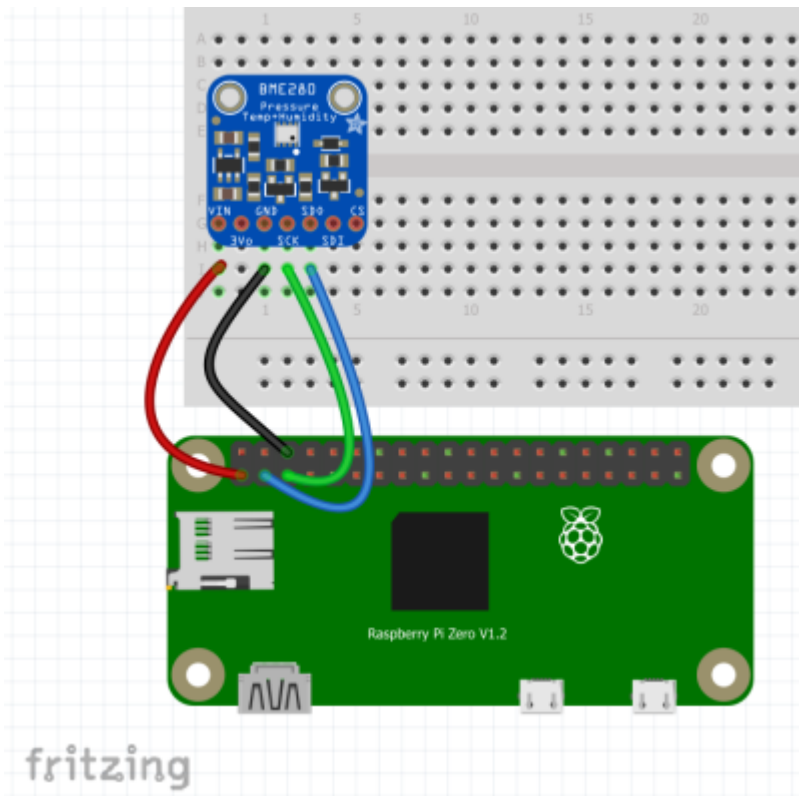 1 5 10 15 20
A
B
C
D
E
BME280
Pressure
Temp+Humidity
F
G
H
I
VIN GND SDO CS
3Vo SCK SDI
1 5 10 15 20
Raspberry Pi Zero V1.2
fritzing